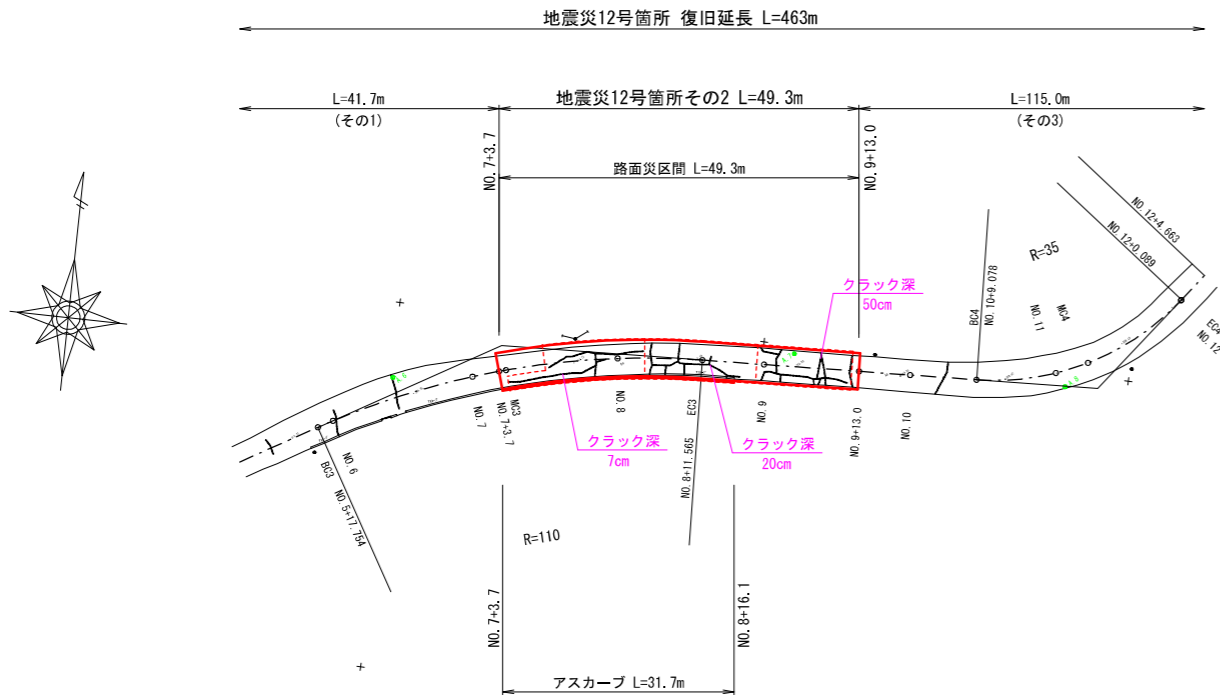 地震災12号箇所 復旧延長 L=463m
L=41.7m
(その1)
地震災12号箇所その2 L=49.3m
L=115.0m
(その3)
NO.7+3.7
NO.9+13.0
路面災区間 L=49.3m
NO.12+4.663
NO.12+0.089
R=35
クラック深
50cm
BC4
NO.10+9.078
NO.11
MC4
EC4
NO.12
NO.7
MC3
NO.7+3.7
NO.8
EC3
NO.8+11.565
NO.9
NO.9+13.0
NO.10
クラック深
7cm
クラック深
20cm
NO.6
BC3
NO.5+17.754
R=110
NO.7+3.7
NO.8+16.1
アスカーブ L=31.7m